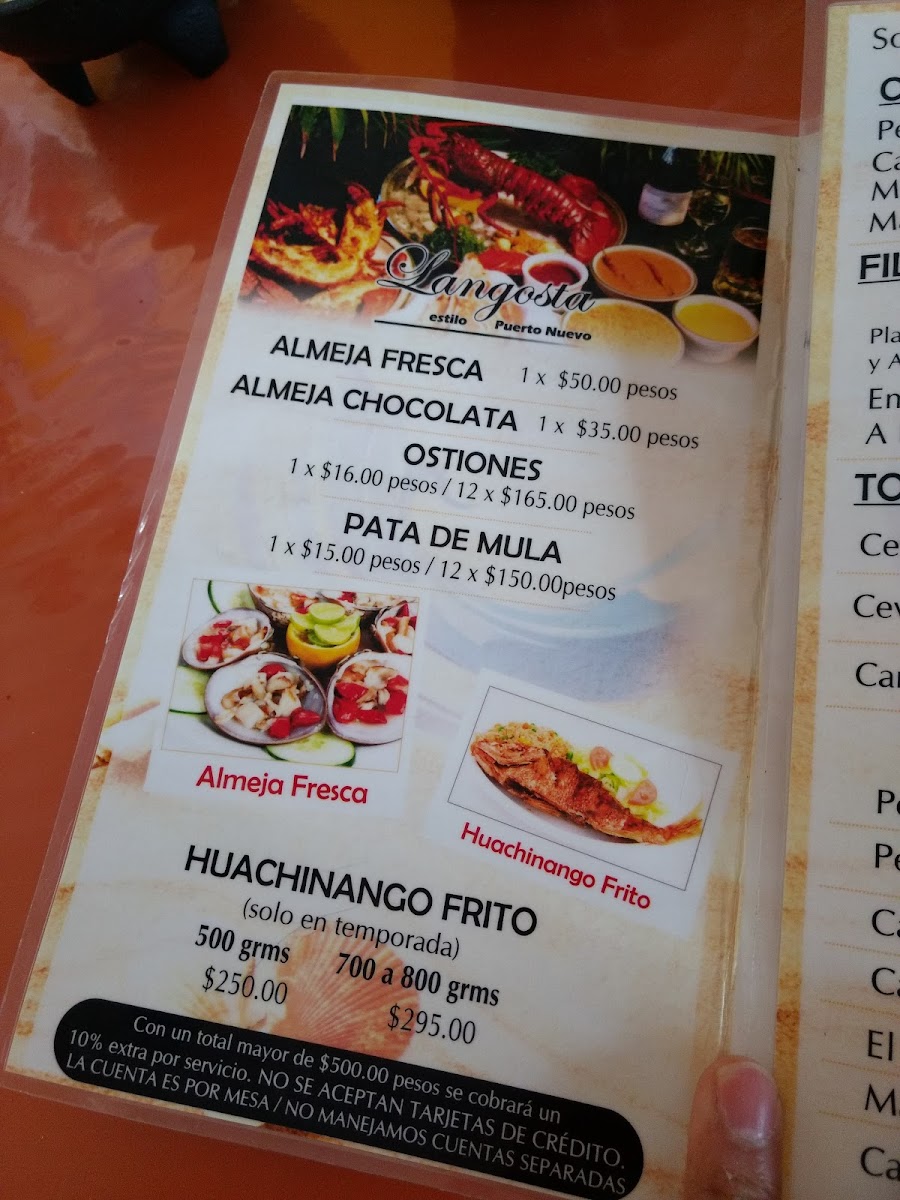 Langosta
estilo Puerto Nuevo
ALMEJA FRESCA 1 x $50.00 pesos
ALMEJA CHOCOLATA 1 x $35.00 pesos
OSTIONES
1 x $16.00 pesos / 12 x $165.00 pesos
PATA DE MULA
1 x $15.00 pesos / 12 x $150.00pesos
Almeja Fresca
Huachinango Frito
HUACHINANGO FRITO
(solo en temporada)
500 grms 700 a 800 grms
$250.00 $295.00
Con un total mayor de $500.00 pesos se cobrará un
10% extra por servicio. NO SE ACEPTAN TARJETAS DE CRÉDITO.
LA CUENTA ES POR MESA / NO MANEJAMOS CUENTAS SEPARADAS
y A
A
El